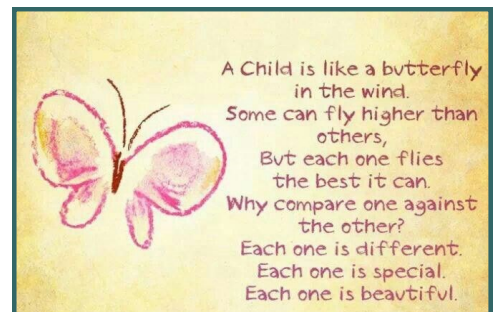 A Child is like a butterfly
in the wind.
Some can fly higher than
others,
But each one flies
the best it can.
Why compare one against
the other?
Each one is different.
Each one is special.
Each one is beautiful.